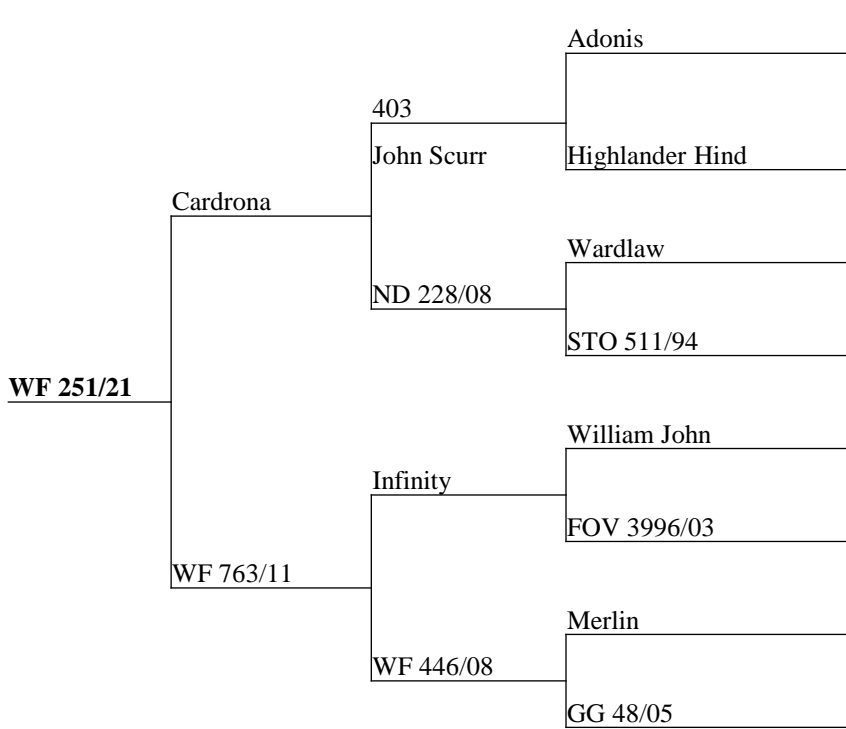 Adonis
403
John Scurr
Highlander Hind
Cardrona
Wardlaw
ND 228/08
STO 511/94
WF 251/21
William John
Infinity
FOV 3996/03
WF 763/11
Merlin
WF 446/08
GG 48/05